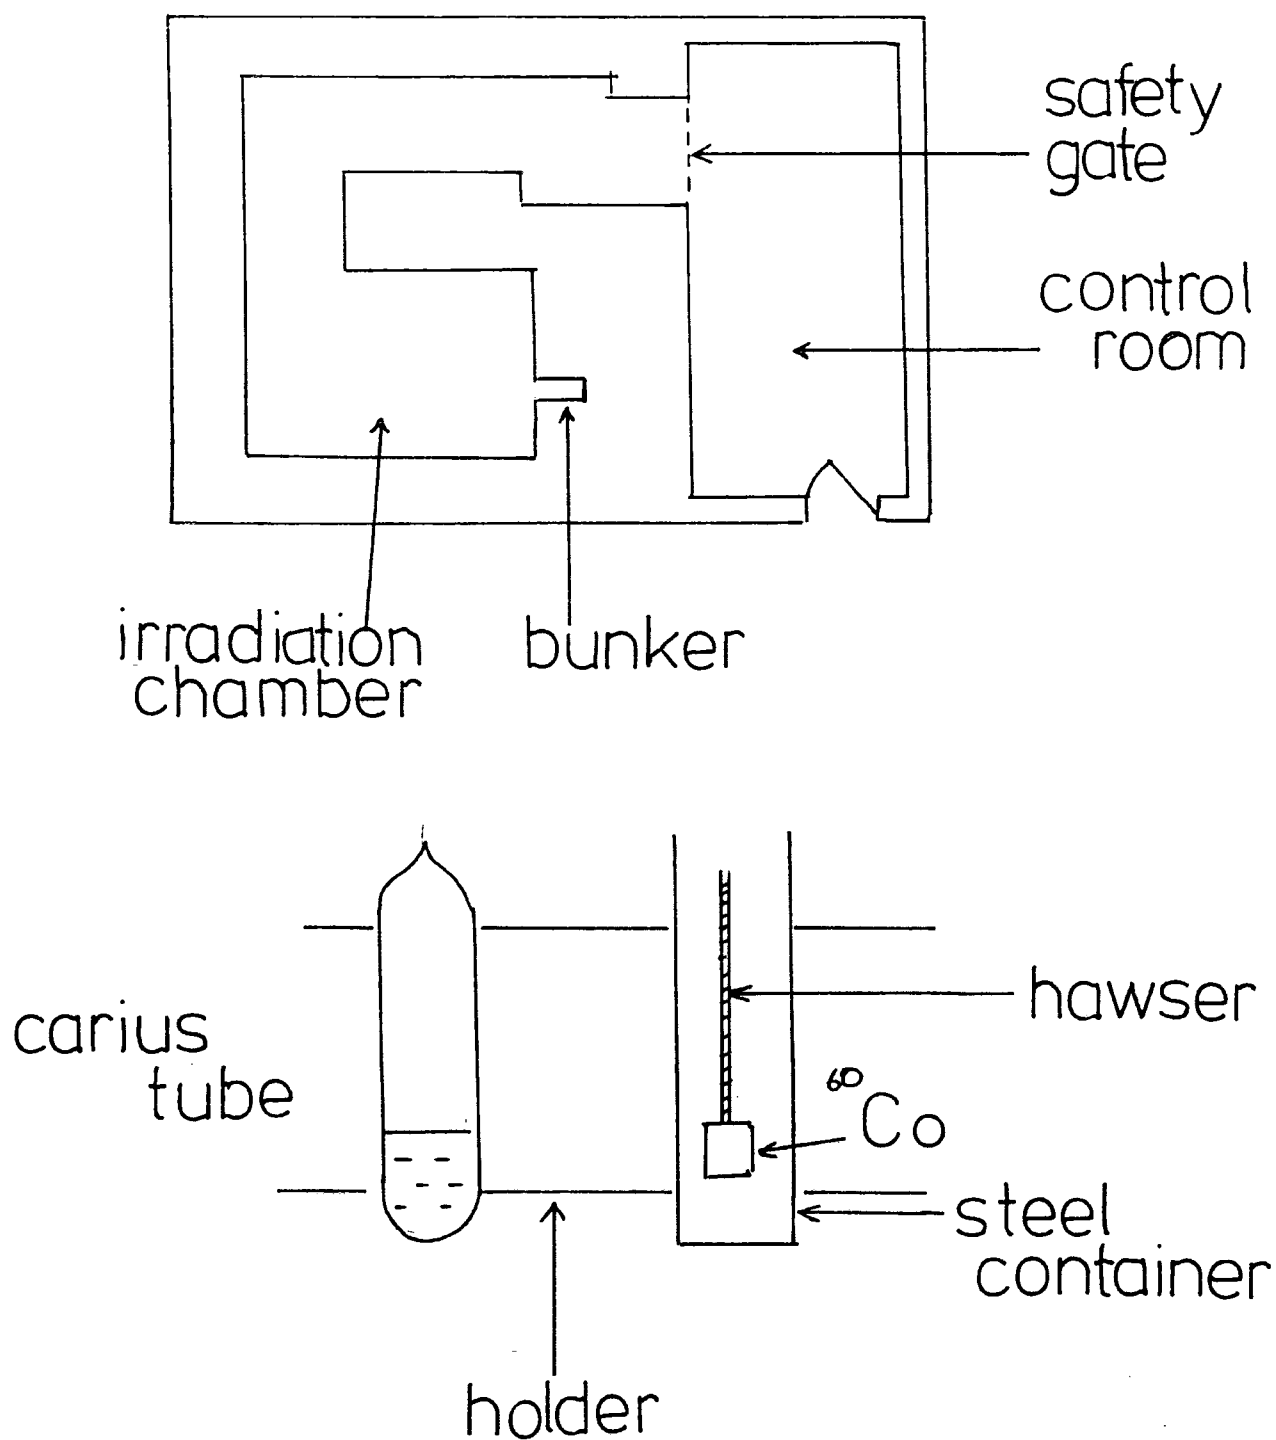 safety
gate
control
room
irradiation
chamber
bunker
carius
tube
hawser
60Co
steel
container
holder